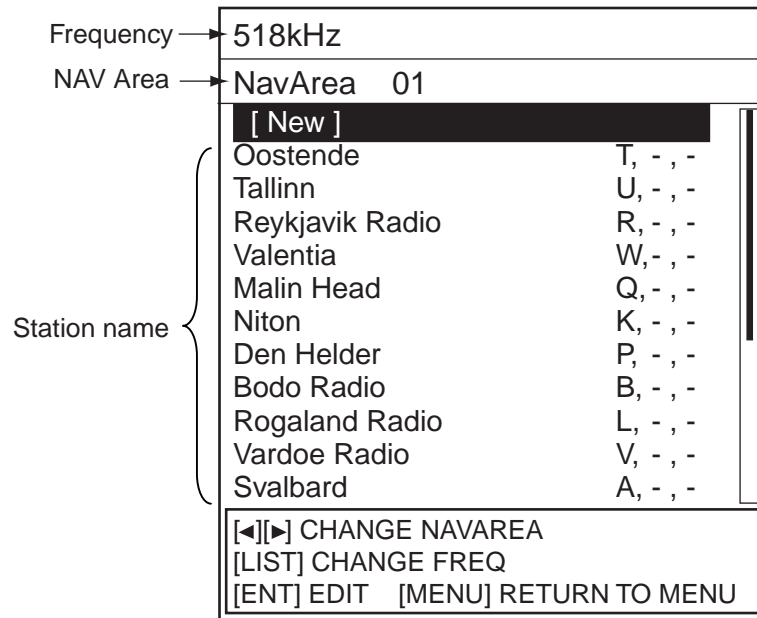 Frequency 518kHz
NAV Area NavArea 01
[ New ]
Oostende T, - , -
Tallinn U, - , -
Reykjavik Radio R, - , -
Valentia W,- , -
Malin Head Q, - , -
Station name
Niton K, - , -
Den Helder P, - , -
Bodo Radio B, - , -
Rogaland Radio L, - , -
Vardoe Radio V, - , -
Svalbard A, - , -
[◄][►] CHANGE NAVAREA
[LIST] CHANGE FREQ
[ENT] EDIT [MENU] RETURN TO MENU